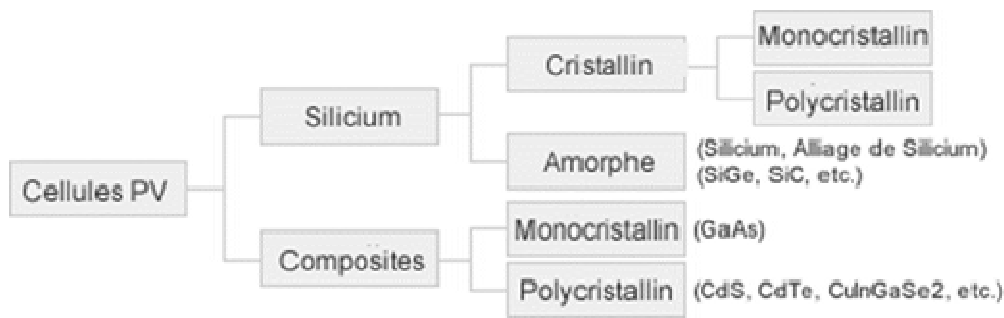 Cellules PV
Silicium
Cristallin
Monocristallin
Polycristallin
Amorphe
(Silicium, Alliage de Silicium)
(SiGe, SiC, etc.)
Composites
Monocristallin (GaAs)
Polycristallin (CdS, CdTe, CuInGaSe2, etc.)